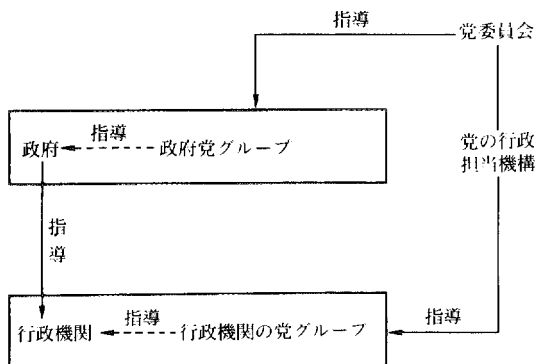 指導
党委員会
指導
政府
政府党グループ
党の行政
担当機構
指
導
指導
行政機関
行政機関の党グループ
指導